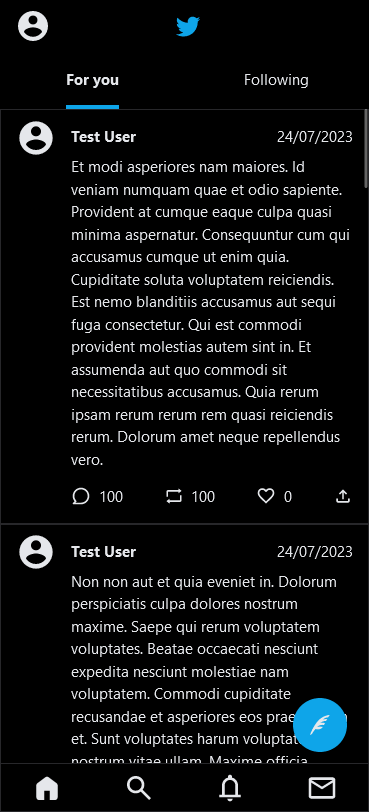 For you
Following
Test User
24/07/2023
Et modi asperiores nam maiores. Id
veniam numquam quae et odio sapiente.
Provident at cumque eaque culpa quasi
minima aspernatur. Consequuntur cum qui
accusamus cumque ut enim quia.
Cupiditate soluta voluptatem reiciendis.
Est nemo blanditiis accusamus aut sequi
fuga consectetur. Qui est commodi
provident molestias autem sint in. Et
assumenda aut quo commodi sit
necessitatibus accusamus. Quia rerum
ipsam rerum rerum rem quasi reiciendis
rerum. Dolorum amet neque repellendus
vero.
100
100
0
Test User
24/07/2023
Non non aut et quia eveniet in. Dolorum
perspiciatis culpa dolores nostrum
maxime. Saepe qui rerum voluptatem
voluptates. Beatae occaecati nesciunt
expedita nesciunt molestiae nam
voluptatem. Commodi cupiditate
recusandae et asperiores eos
et. Sunt voluptates harum
nostrum vitae ullam. Maxime officia